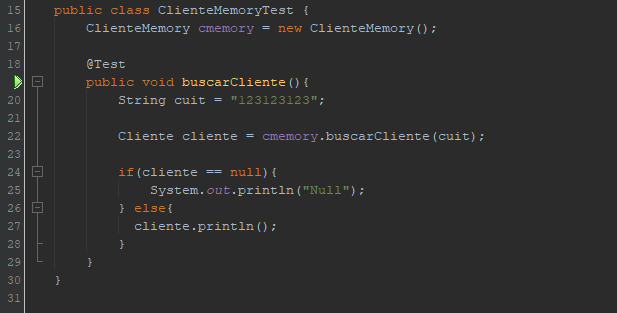 15 public class ClienteMemoryTest {
16 ClienteMemory cmemory = new ClienteMemory();
17
18 @Test
public void buscarCliente(){
20 String cuit = "123123123";
21
22 Cliente cliente = cmemory.buscarCliente(cuit);
23
24 if(cliente == null){
25 System.out.println("Null");
26 } else{
27 cliente.println();
28 }
29 }
30 }
31